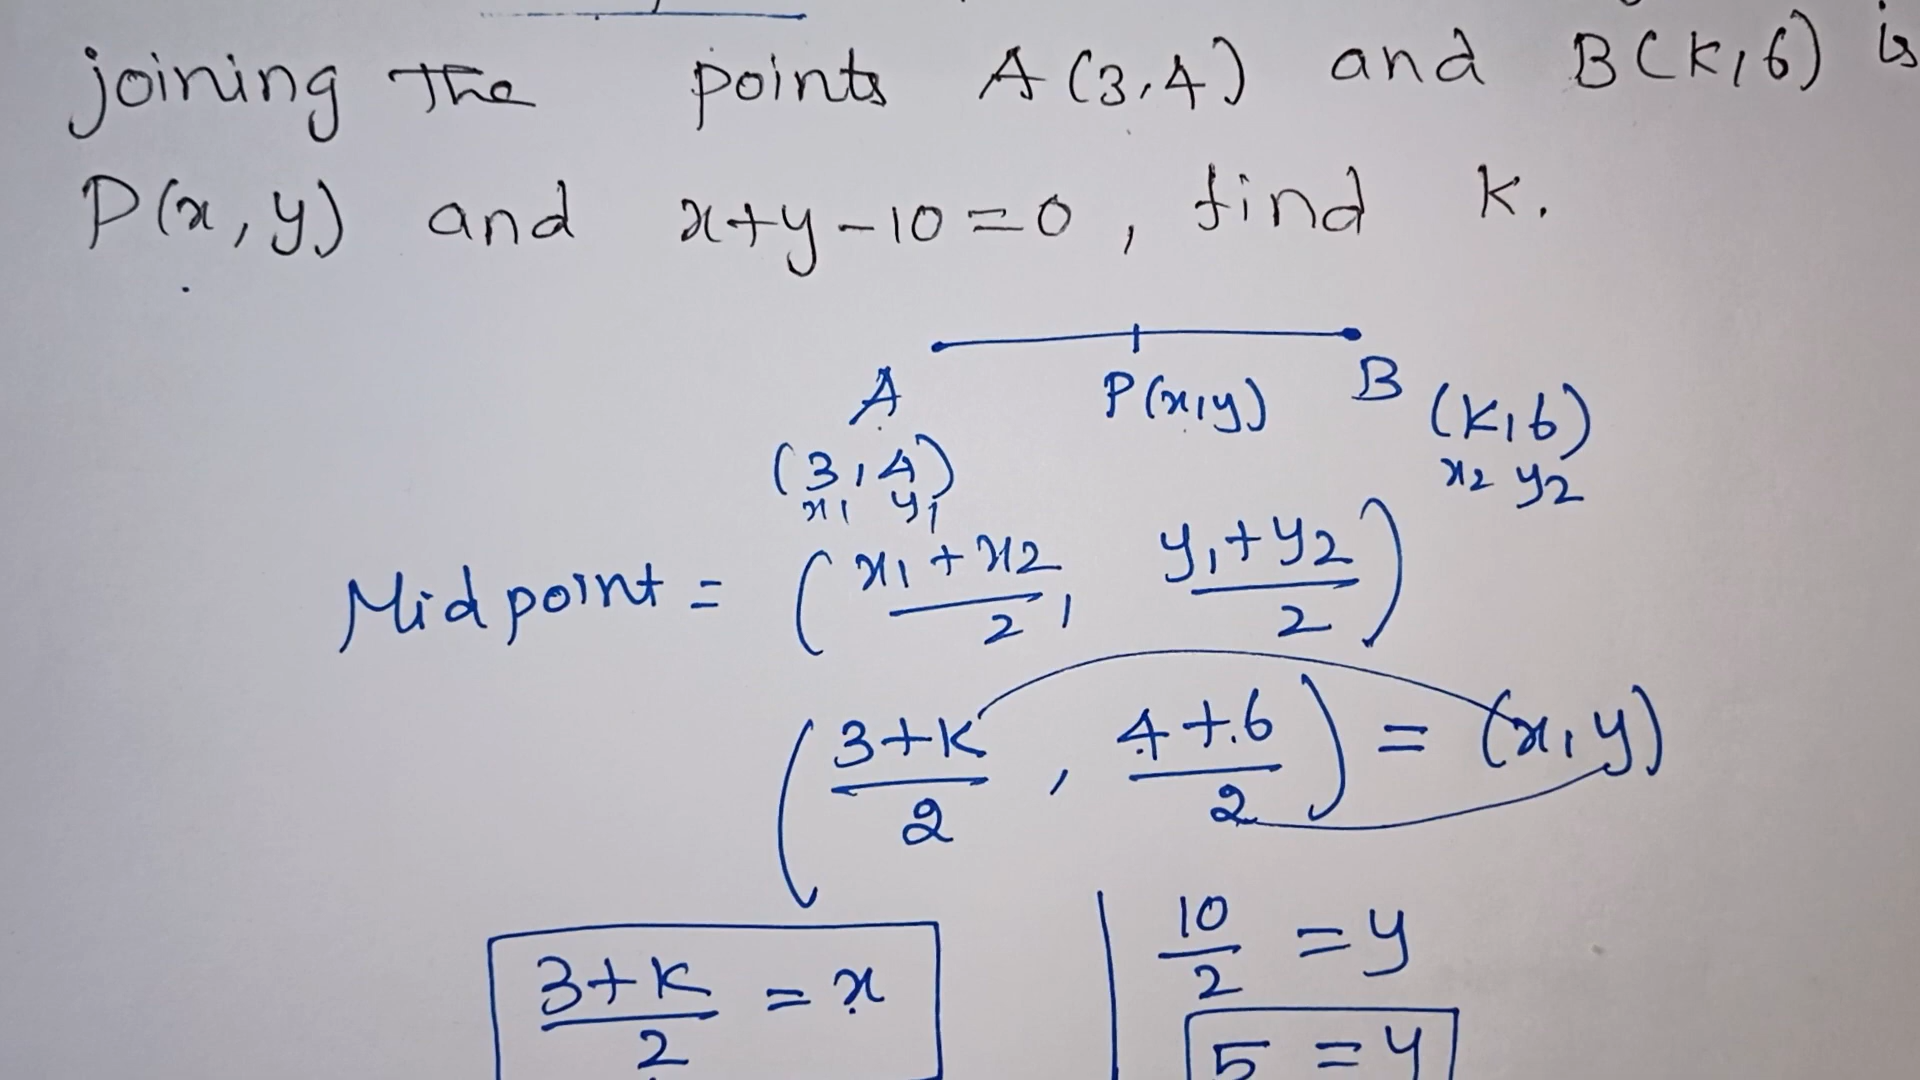 joining the points A(3,4) and B(k,6) is
P(x,y) and x+y-10=0, find k.
A P(x,y) B (k,6)
(3,4) x2 y2
x1 y1
Midpoint = (x1+x2/2, y1+y2/2)
(3+k/2, 4+6/2) = (x,y)
3+k/2 = x
10/2 = y
5 = y